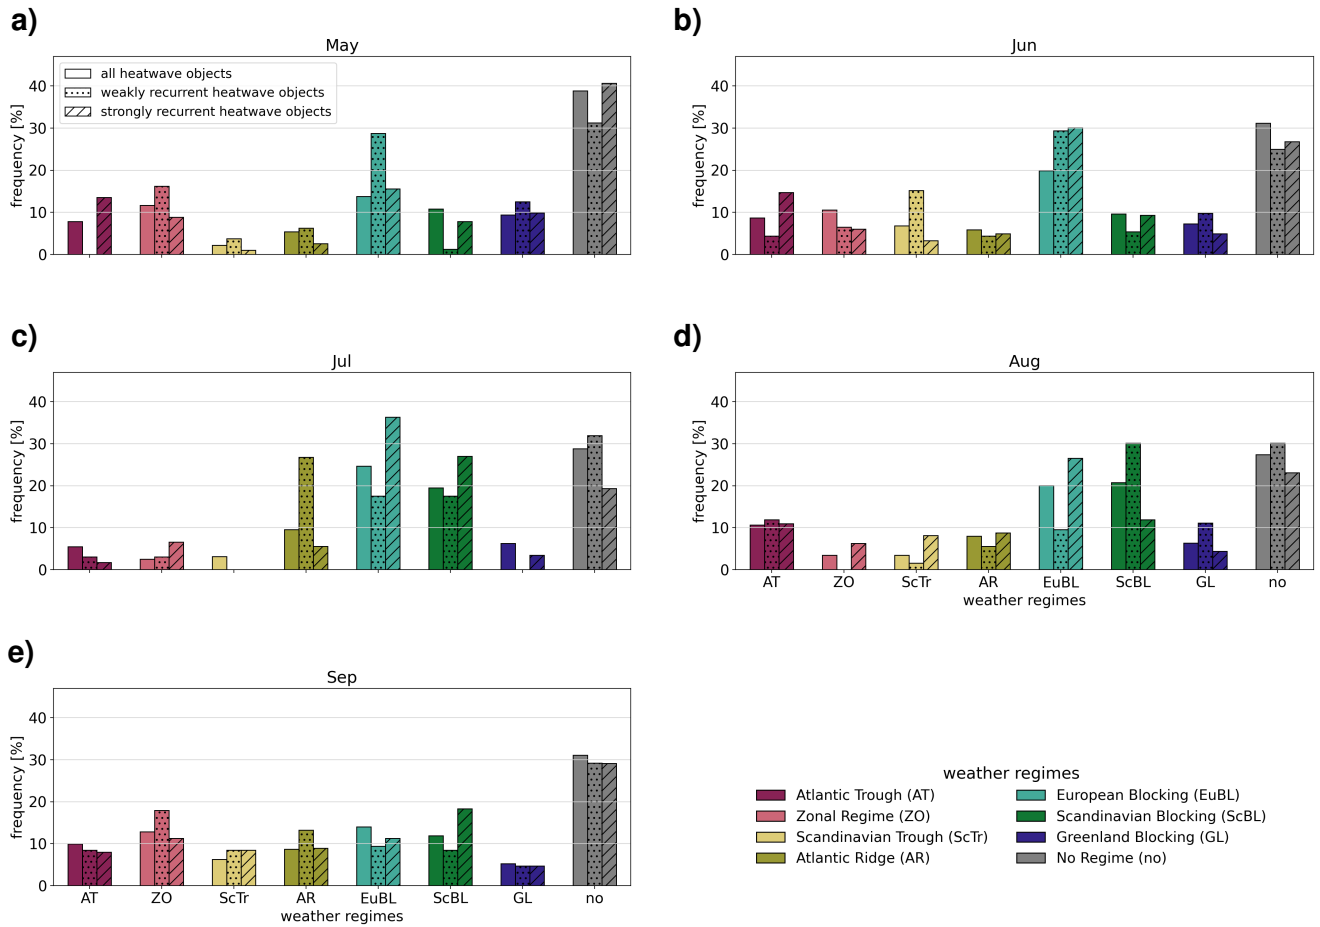 a)
May
all heatwave objects
weakly recurrent heatwave objects
strongly recurrent heatwave objects
frequency [%]
40
30
20
10
0
b)
Jun
frequency [%]
40
30
20
10
0
c)
Jul
frequency [%]
40
30
20
10
0
d)
Aug
frequency [%]
40
30
20
10
0
AT ZO ScTr AR EuBL ScBL GL no
weather regimes
e)
Sep
frequency [%]
40
30
20
10
0
AT ZO ScTr AR EuBL ScBL GL no
weather regimes
weather regimes
Atlantic Trough (AT)
Zonal Regime (ZO)
Scandinavian Trough (ScTr)
Atlantic Ridge (AR)
European Blocking (EuBL)
Scandinavian Blocking (ScBL)
Greenland Blocking (GL)
No Regime (no)